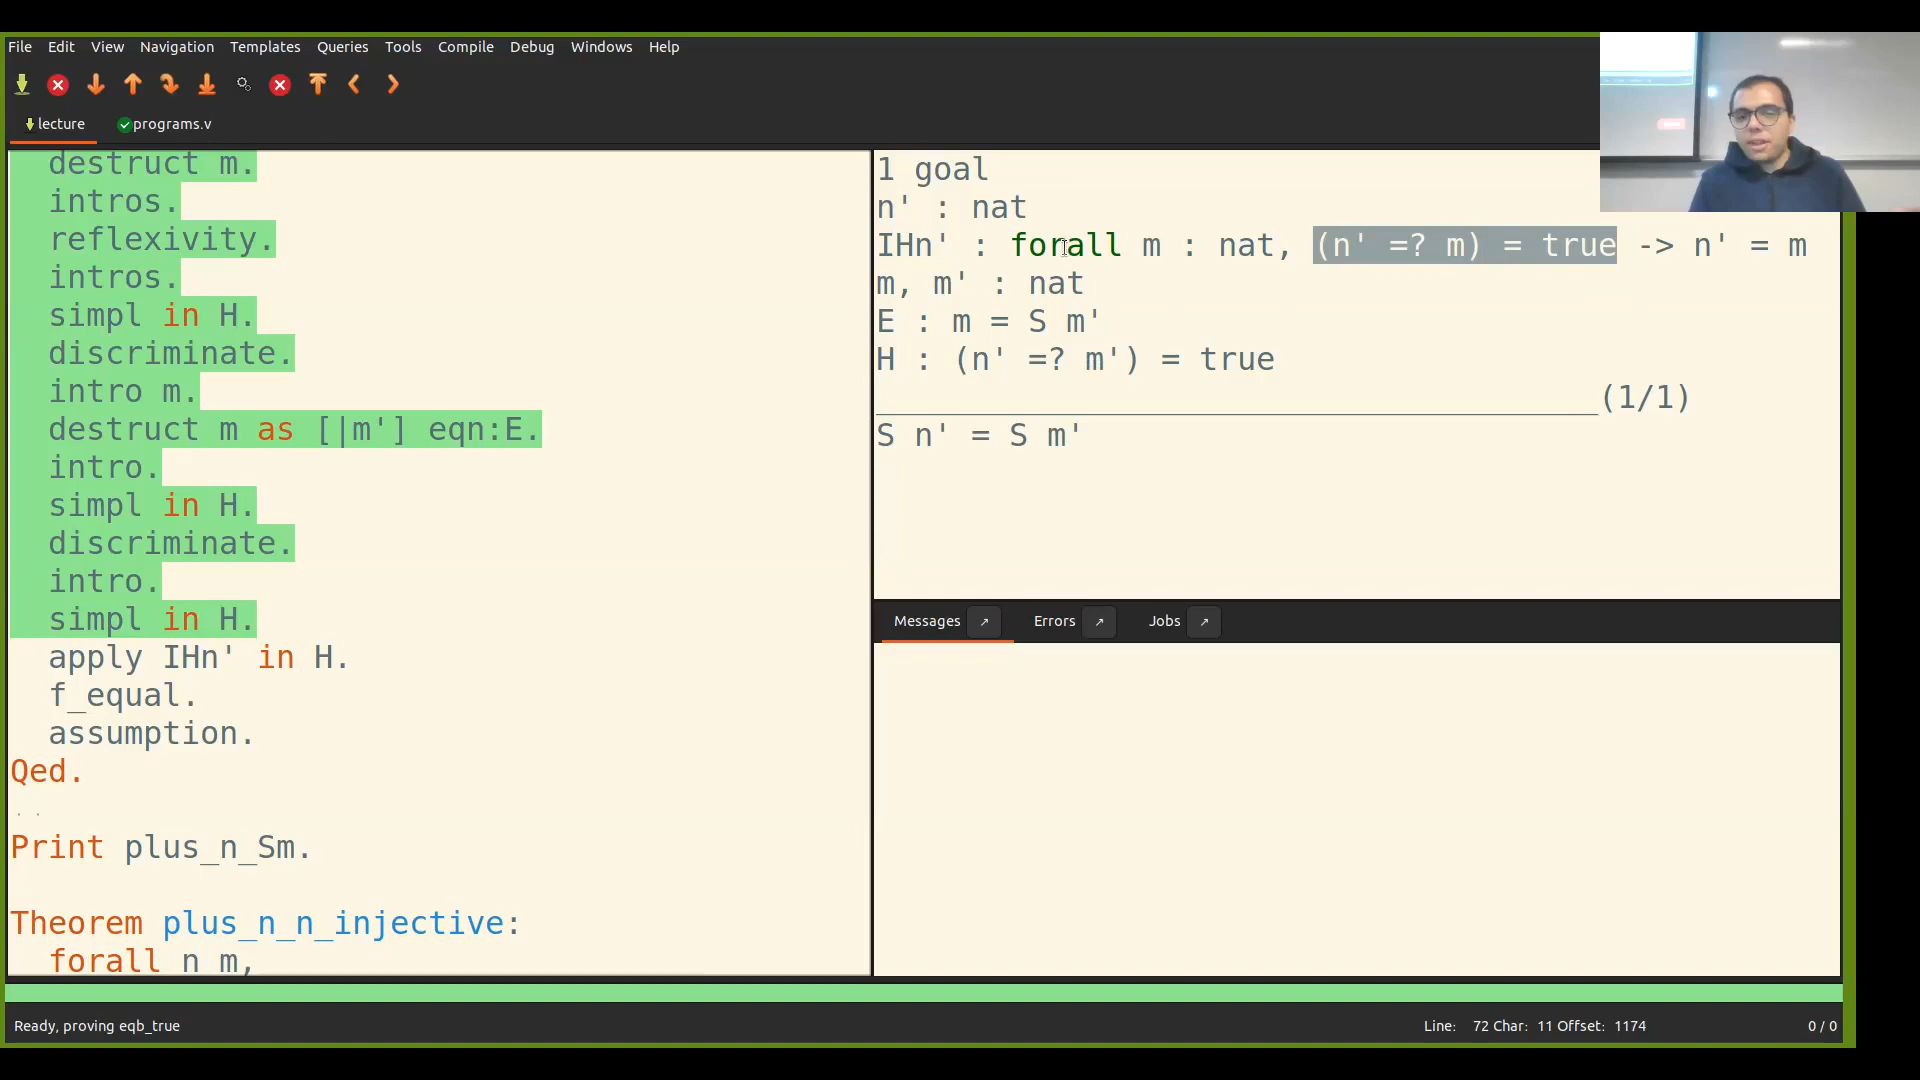 File Edit View Navigation Templates Queries Tools Compile Debug Windows Help
lecture programs.v
destruct m.
intros.
reflexivity.
intros.
simpl in H.
discriminate.
intro m.
destruct m as [|m'] eqn:E.
intro.
simpl in H.
discriminate.
intro.
simpl in H.
apply IHn' in H.
f_equal.
assumption.
Qed.
Print plus_n_Sm.
Theorem plus_n_n_injective:
forall n m,
1 goal
n' : nat
IHn' : forall m : nat, (n' =? m) = true -> n' = m
m, m' : nat
E : m = S m'
H : (n' =? m') = true
(1/1)
S n' = S m'
Messages Errors Jobs
Ready, proving eqb_true
Line: 72 Char: 11 Offset: 1174 0 / 0